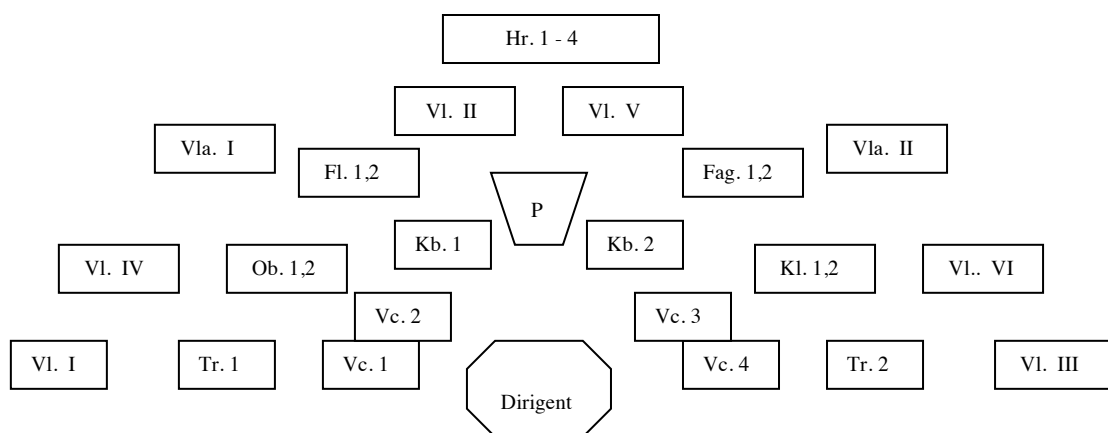 Hr. 1 - 4
Vl. II
Vl. V
Vla. I
Vla. II
Fl. 1,2
Fag. 1,2
P
Kb. 1
Kb. 2
Vl. IV
Ob. 1,2
Kl. 1,2
Vl.. VI
Vc. 2
Vc. 3
Vl. I
Tr. 1
Vc. 1
Vc. 4
Tr. 2
Vl. III
Dirigent